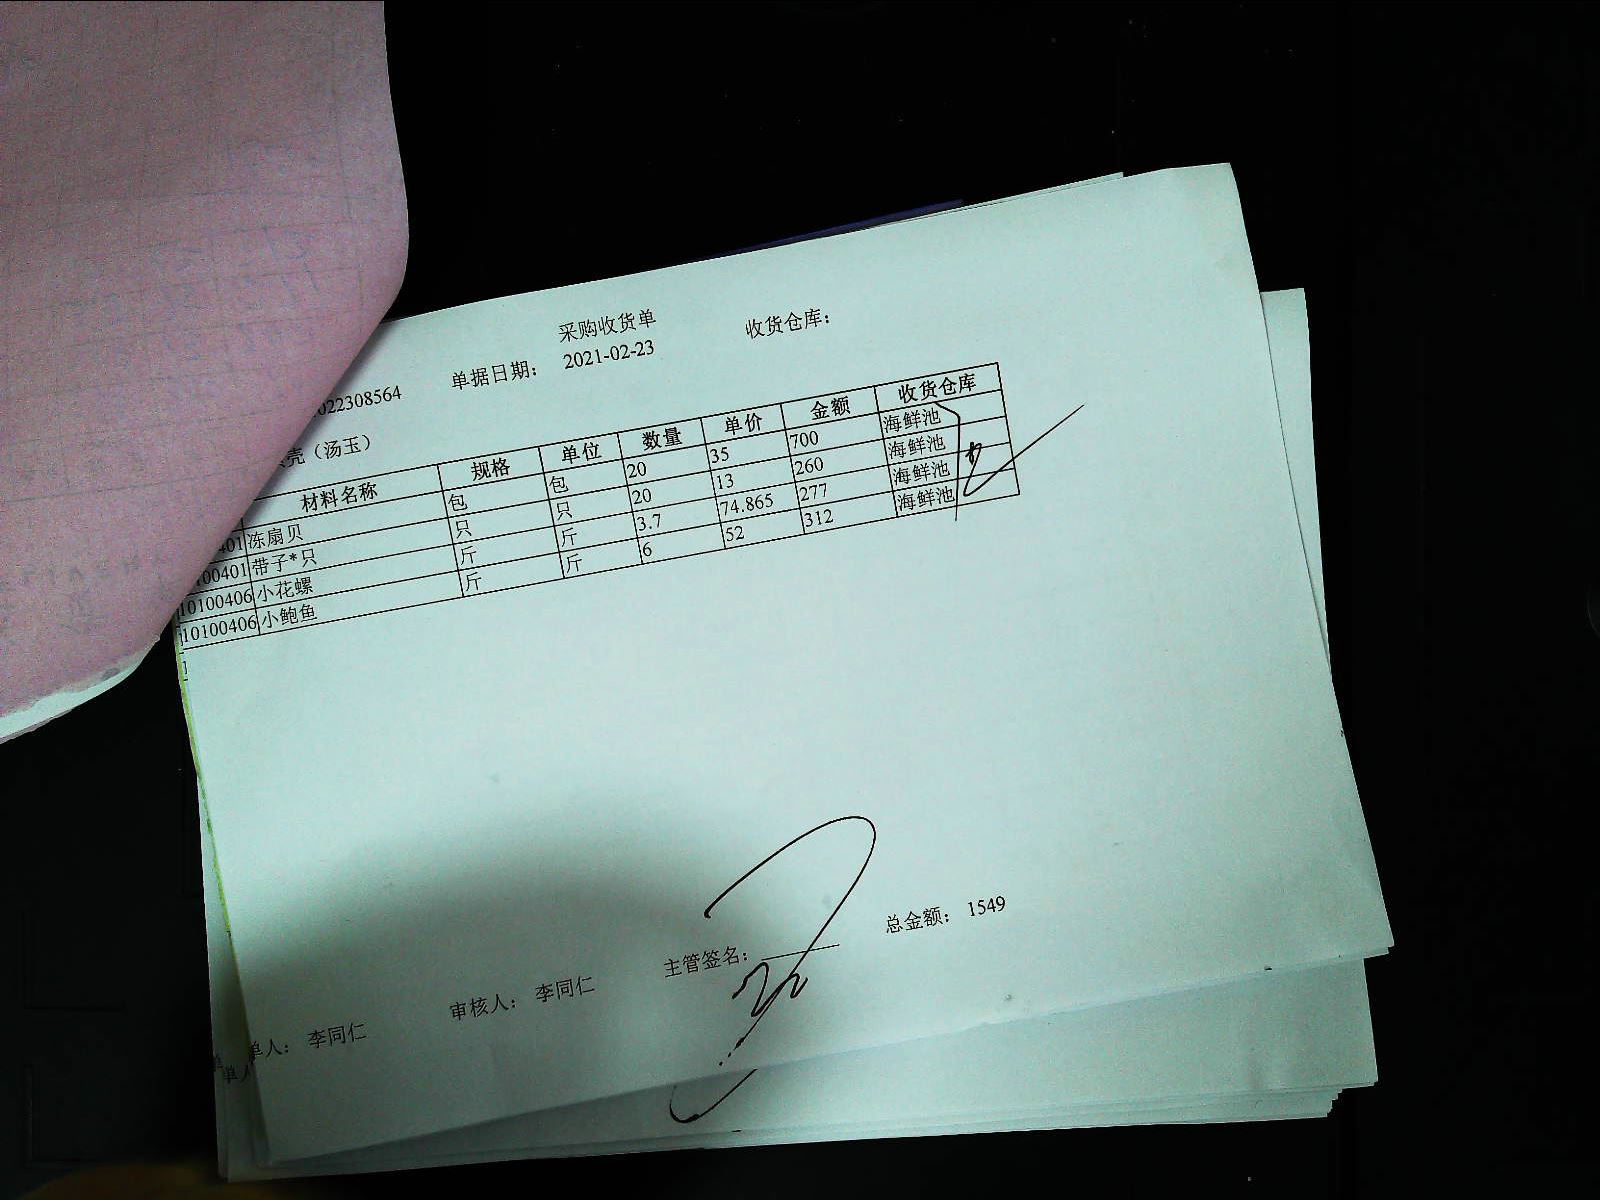 采购收货单
022308564 单据日期: 2021-02-23 收货仓库:
壳（汤玉）
材料名称 规格 单位 数量 单价 金额 收货仓库
401 冻扇贝 包 包 20 35 700 海鲜池
100401 带子*只 只 只 20 13 260 海鲜池
10100406 小花螺 斤 斤 3.7 74.865 277 海鲜池
10100406 小鲍鱼 斤 斤 6 52 312 海鲜池
单人: 李同仁 审核人: 李同仁 主管签名: 总金额: 1549
单人